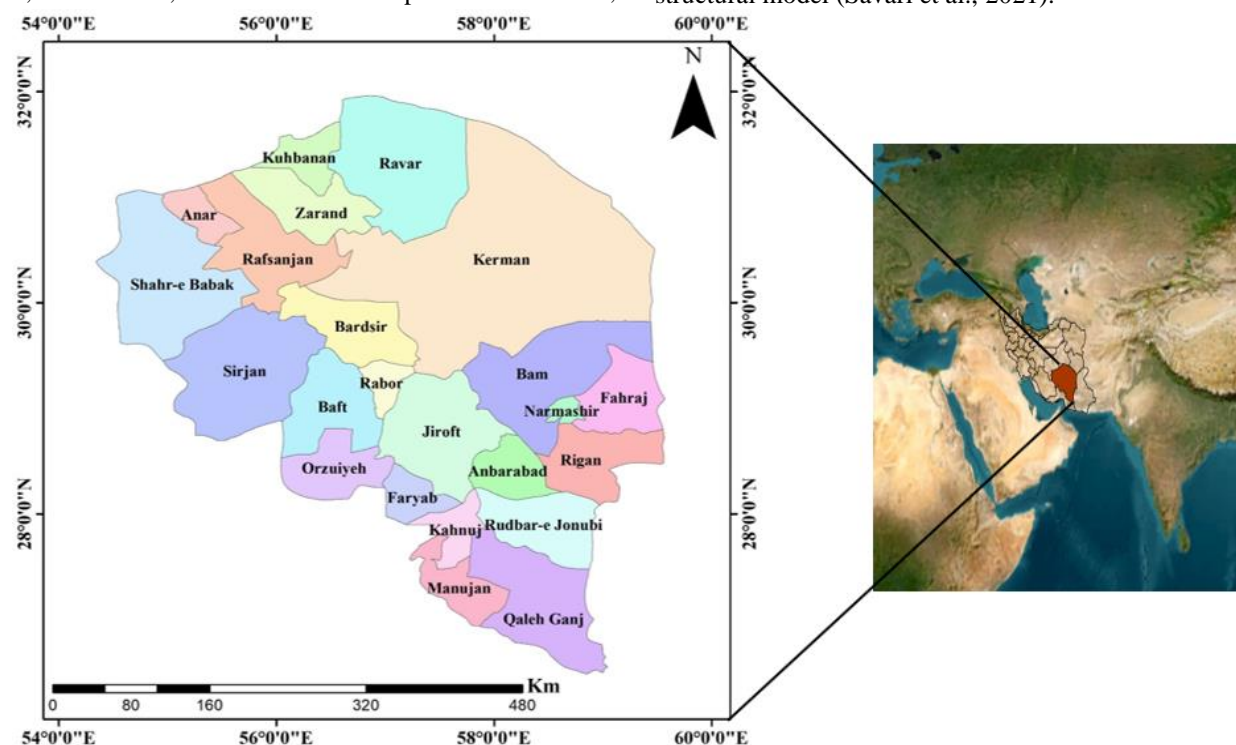 structural model (Savari et al., 2021).
54°0'0"E 56°0'0"E 58°0'0"E 60°0'0"E
N
32°0'0"N 32°0'0"N
Kuhbanan
Ravar
Anar
Zarand
Rafsanjan
Kerman
Shahr-e Babak
30°0'0"N 30°0'0"N
Bardsir
Sirjan
Rabor
Bam
Baft
Fahraj
Narmashir
Jiroft
Orzuiyeh
Anbarabad
Rigan
Faryab
28°0'0"N 28°0'0"N
Kahnuj
Rudbar-e Jonubi
Manujan
Qaleh Ganj
Km
0 80 160 320 480
54°0'0"E 56°0'0"E 58°0'0"E 60°0'0"E